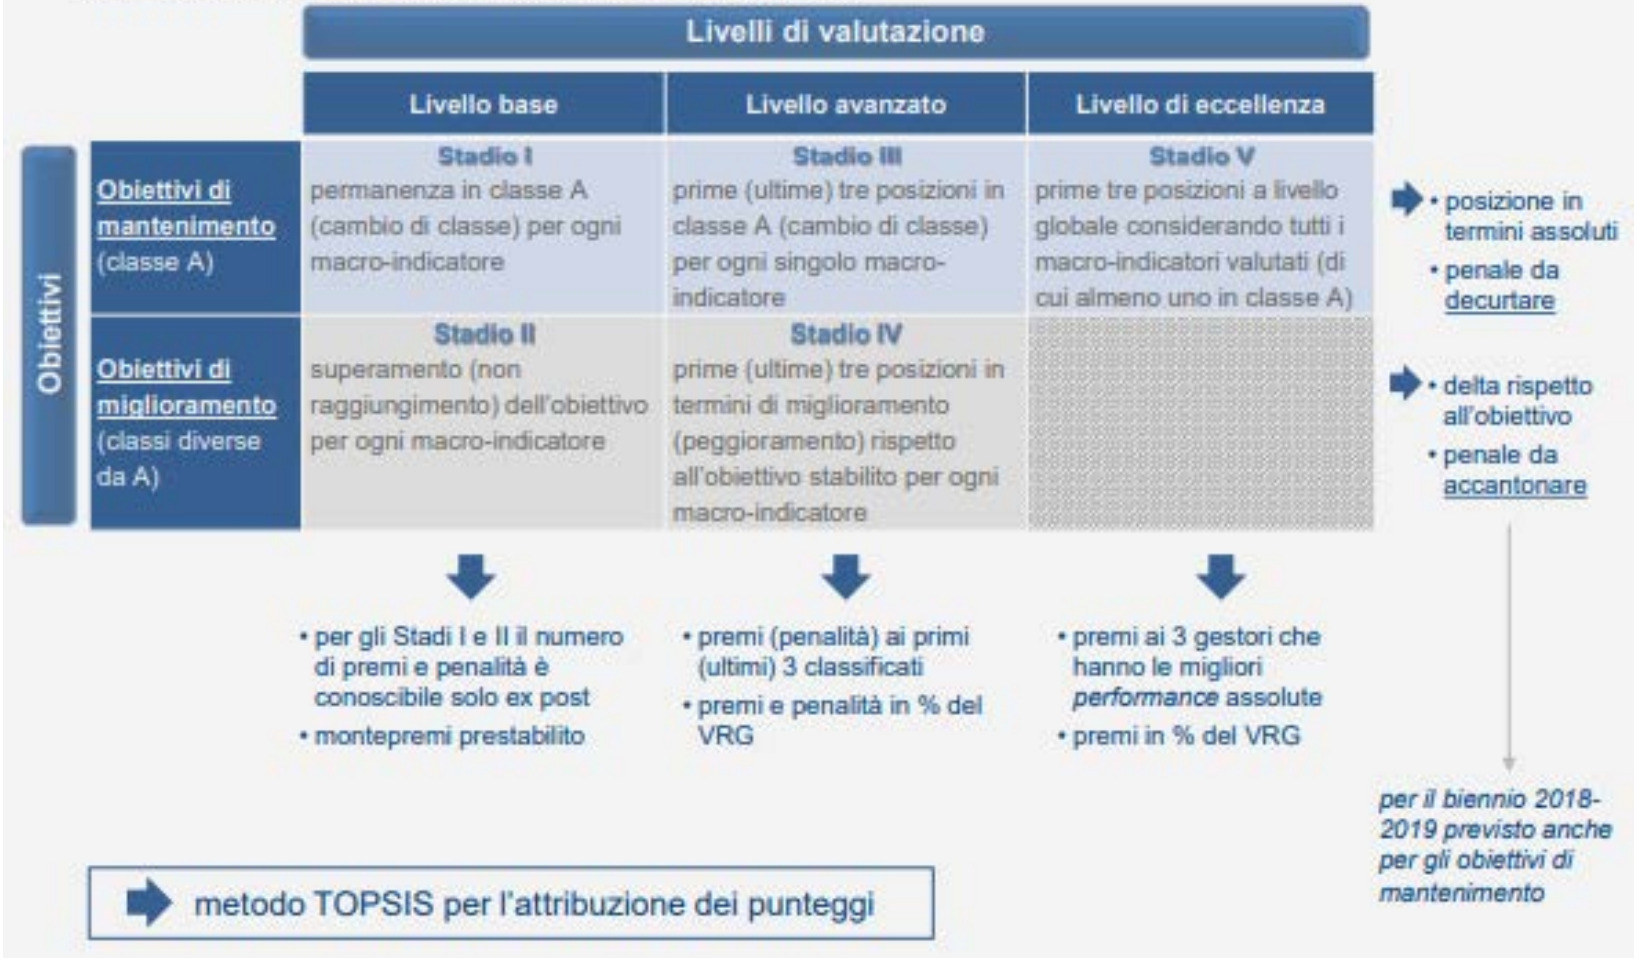 Livelli di valutazione
Livello base
Livello avanzato
Livello di eccellenza
Obiettivi
Obiettivi di
mantenimento
(classe A)
Stadio I
permanenza in classe A
(cambio di classe) per ogni
macro-indicatore
Stadio III
prime (ultime) tre posizioni in
classe A (cambio di classe)
per ogni singolo macro-
indicatore
Stadio V
prime tre posizioni a livello
globale considerando tutti i
macro-indicatori valutati (di
cui almeno uno in classe A)
• posizione in
termini assoluti
• penale da
decurtare
Obiettivi di
miglioramento
(classi diverse
da A)
Stadio II
superamento (non
raggiungimento) dell'obiettivo
per ogni macro-indicatore
Stadio IV
prime (ultime) tre posizioni in
termini di miglioramento
(peggioramento) rispetto
all'obiettivo stabilito per ogni
macro-indicatore
• delta rispetto
all'obiettivo
• penale da
accantonare
• per gli Stadi I e II il numero
di premi e penalità è
conoscibile solo ex post
• montepremi prestabilito
• premi (penalità) ai primi
(ultimi) 3 classificati
• premi e penalità in % del
VRG
• premi ai 3 gestori che
hanno le migliori
performance assolute
• premi in % del VRG
per il biennio 2018-
2019 previsto anche
per gli obiettivi di
mantenimento
metodo TOPSIS per l'attribuzione dei punteggi